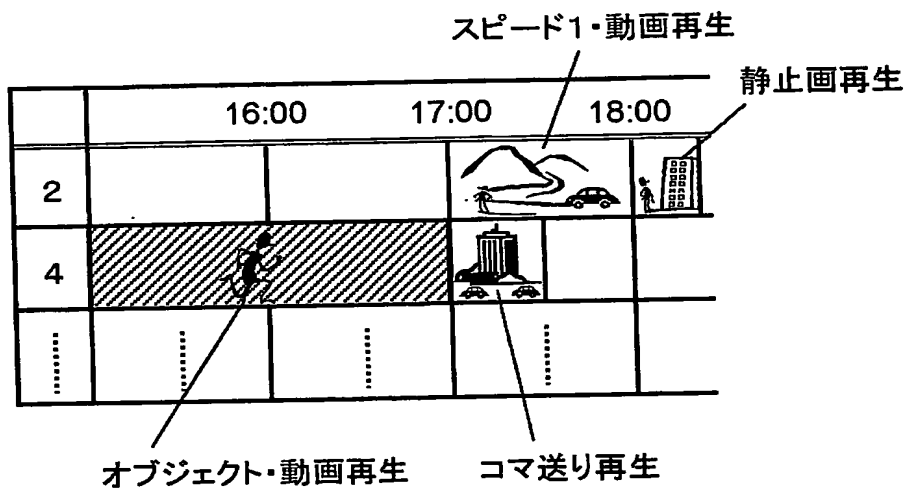 スピード1・動画再生
静止画再生
16:00 17:00 18:00
2
4
オブジェクト・動画再生
コマ送り再生